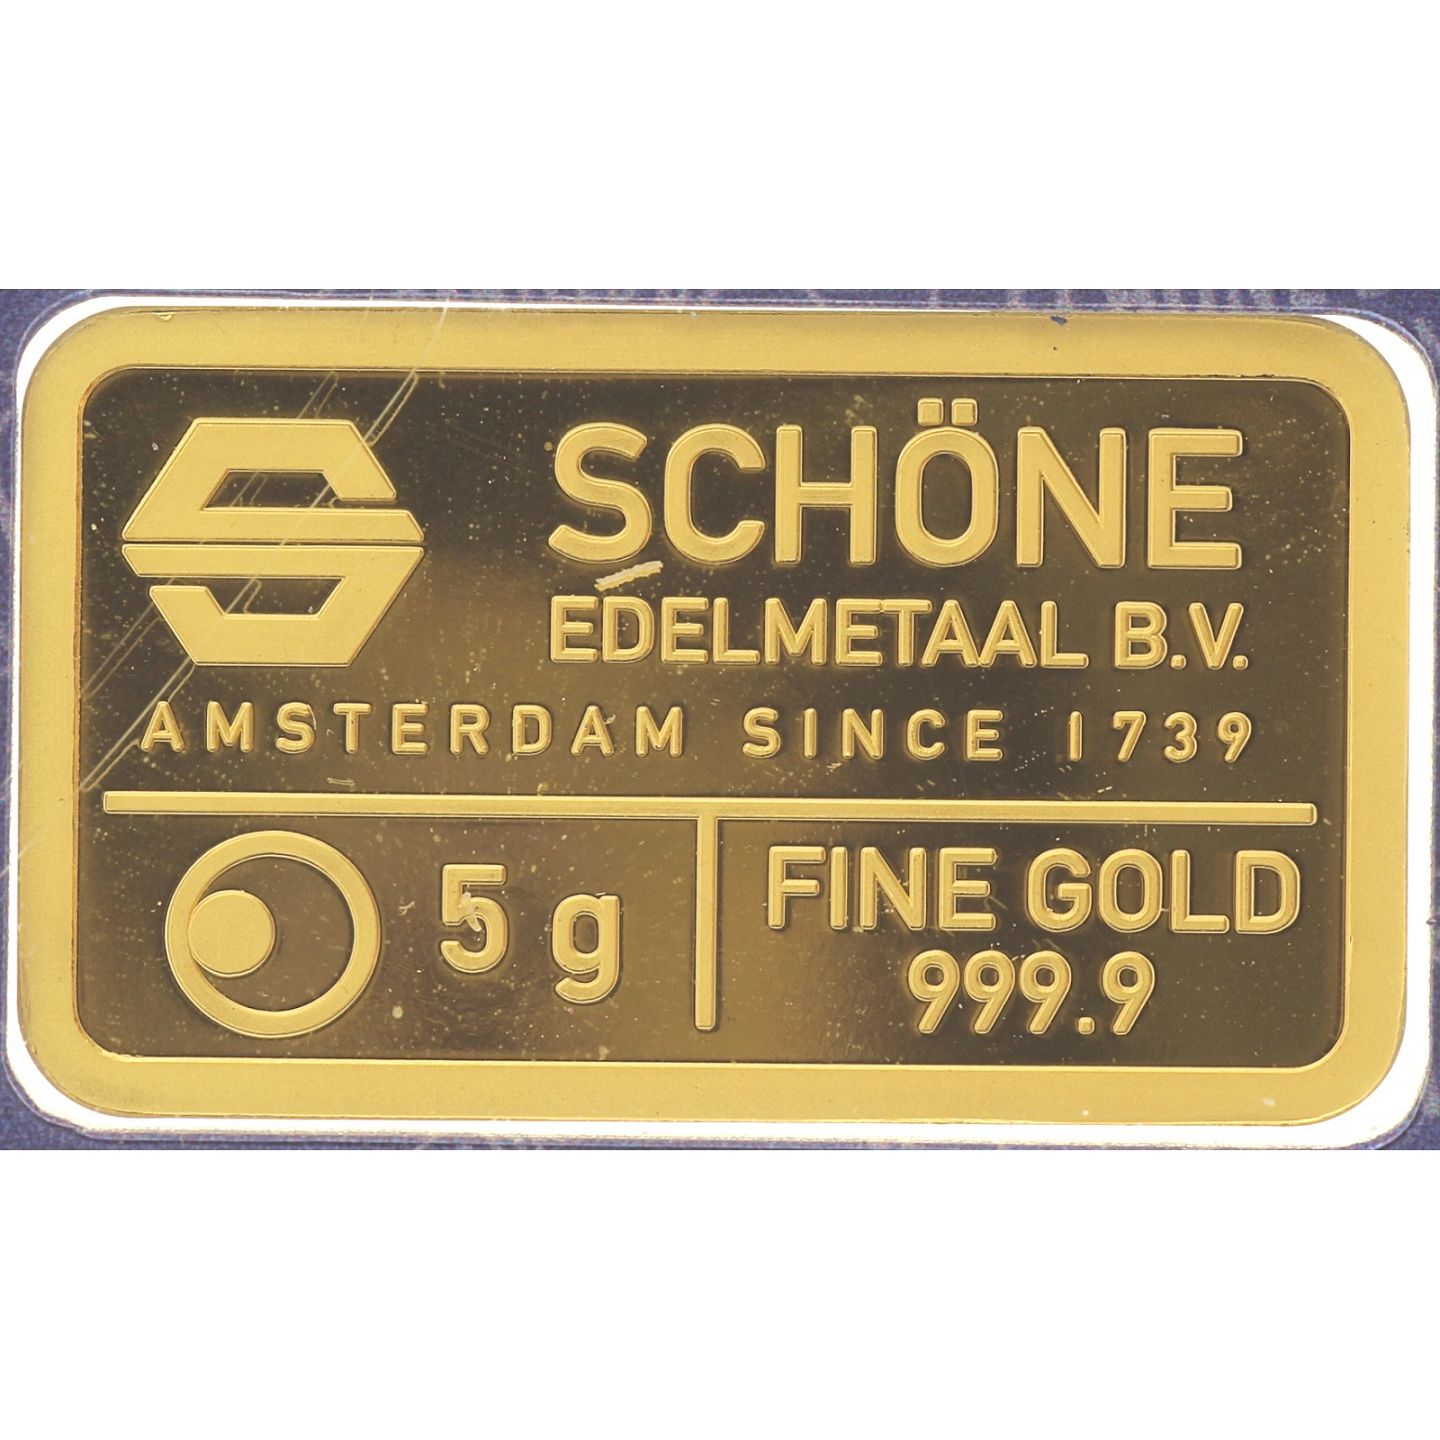 SCHÖNE
EDELMETAAL B.V.
AMSTERDAM SINCE 1739
5 g
FINE GOLD
999.9